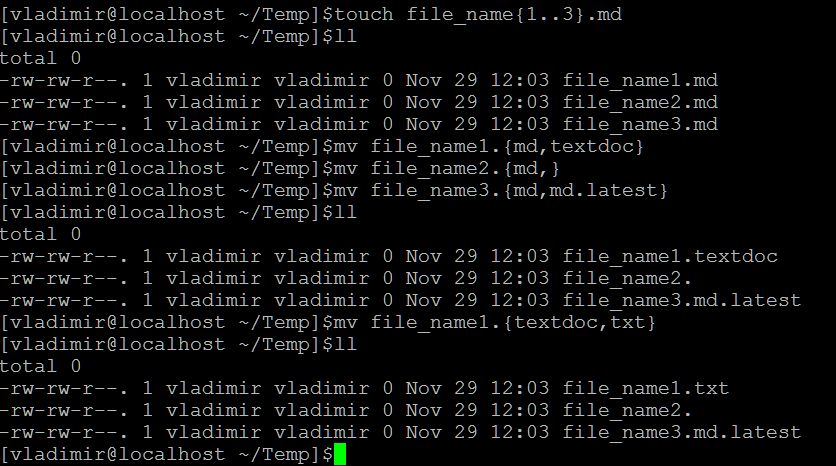 [vladimir@localhost ~/Temp]$touch file_name{1..3}.md
[vladimir@localhost ~/Temp]$ll
total 0
-rw-rw-r--. 1 vladimir vladimir 0 Nov 29 12:03 file_name1.md
-rw-rw-r--. 1 vladimir vladimir 0 Nov 29 12:03 file_name2.md
-rw-rw-r--. 1 vladimir vladimir 0 Nov 29 12:03 file_name3.md
[vladimir@localhost ~/Temp]$mv file_name1.{md,textdoc}
[vladimir@localhost ~/Temp]$mv file_name2.{md,}
[vladimir@localhost ~/Temp]$mv file_name3.{md,md.latest}
[vladimir@localhost ~/Temp]$ll
total 0
-rw-rw-r--. 1 vladimir vladimir 0 Nov 29 12:03 file_name1.textdoc
-rw-rw-r--. 1 vladimir vladimir 0 Nov 29 12:03 file_name2.
-rw-rw-r--. 1 vladimir vladimir 0 Nov 29 12:03 file_name3.md.latest
[vladimir@localhost ~/Temp]$mv file_name1.{textdoc,txt}
[vladimir@localhost ~/Temp]$ll
total 0
-rw-rw-r--. 1 vladimir vladimir 0 Nov 29 12:03 file_name1.txt
-rw-rw-r--. 1 vladimir vladimir 0 Nov 29 12:03 file_name2.
-rw-rw-r--. 1 vladimir vladimir 0 Nov 29 12:03 file_name3.md.latest
[vladimir@localhost ~/Temp]$